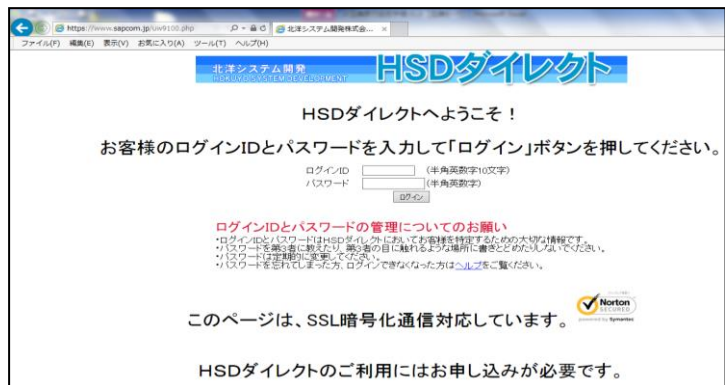 https://www.sapcom.jp/uiw9100.php
北洋システム開発株式会...
ファイル(F) 編集(E) 表示(V) お気に入り(A) ツール(T) ヘルプ(H)
北洋システム開発
HOKUYO SYSTEM DEVELOPMENT
HSDダイレクト
HSDダイレクトへようこそ！
お客様のログインIDとパスワードを入力して「ログイン」ボタンを押してください。
ログインID (半角英数字10文字)
パスワード (半角英数字)
ログイン
ログインIDとパスワードの管理についてのお願い
・ログインIDとパスワードはHSDダイレクトにおいてお客様を特定するための大切な情報です。
・パスワードを第3者に教えたり、第3者の目に触れるような場所に書きとどめたりしないでください。
・パスワードは定期的に変更してください。
・パスワードを忘れてしまった方、ログインできなくなった方はヘルプをご覧ください。
Norton
SECURED
powered by Symantec
このページは、SSL暗号化通信対応しています。
HSDダイレクトのご利用にはお申し込みが必要です。